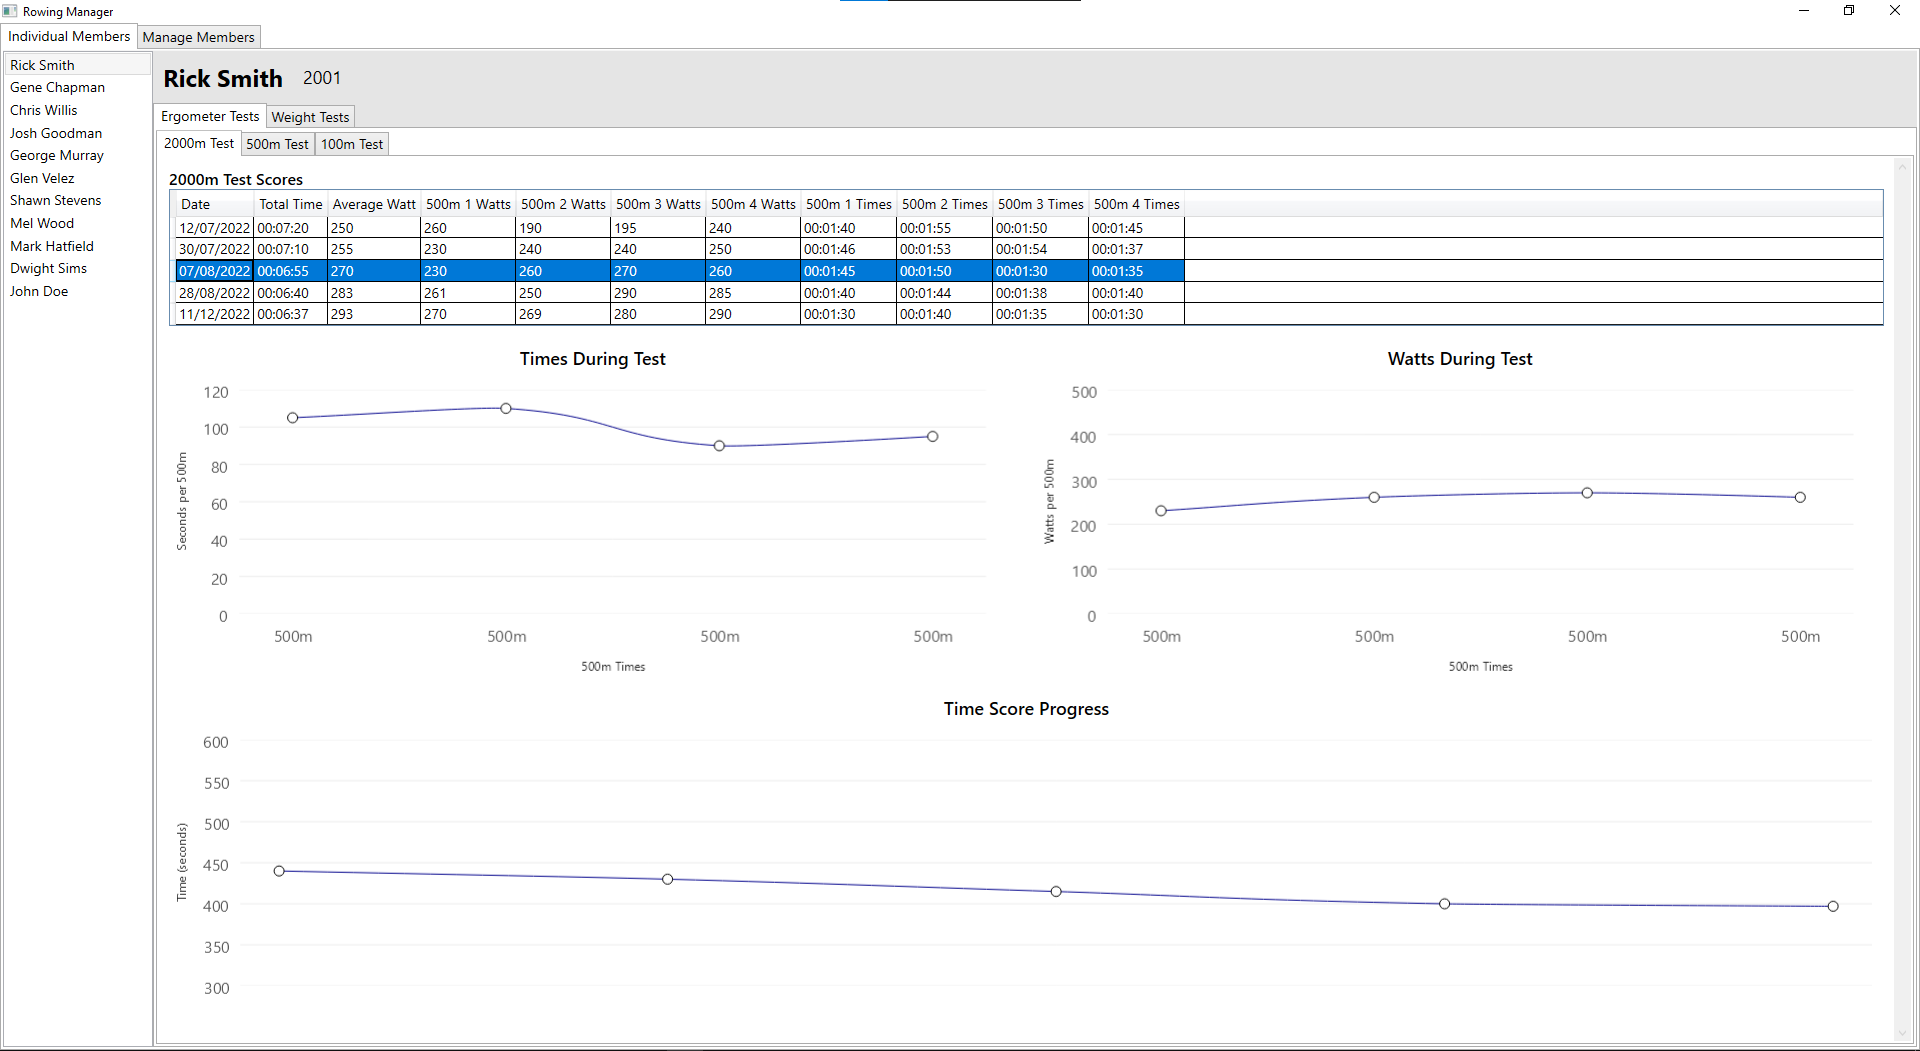 Rowing Manager
Individual Members Manage Members
Rick Smith
Gene Chapman
Chris Willis
Josh Goodman
George Murray
Glen Velez
Shawn Stevens
Mel Wood
Mark Hatfield
Dwight Sims
John Doe
Rick Smith 2001
Ergometer Tests Weight Tests
2000m Test 500m Test 100m Test
2000m Test Scores
Date Total Time Average Watt 500m 1 Watts 500m 2 Watts 500m 3 Watts 500m 4 Watts 500m 1 Times 500m 2 Times 500m 3 Times 500m 4 Times
12/07/2022 00:07:20 250 260 190 195 240 00:01:40 00:01:55 00:01:50 00:01:45
30/07/2022 00:07:10 255 230 240 240 250 00:01:46 00:01:53 00:01:54 00:01:37
07/08/2022 00:06:55 270 230 260 270 260 00:01:45 00:01:50 00:01:30 00:01:35
28/08/2022 00:06:40 283 261 250 290 285 00:01:40 00:01:44 00:01:38 00:01:40
11/12/2022 00:06:37 293 270 269 280 290 00:01:30 00:01:40 00:01:35 00:01:30
Times During Test
120
100
80
60
40
20
0
Seconds per 500m
500m 500m 500m 500m
500m Times
Watts During Test
500
400
300
200
100
0
Watts per 500m
500m 500m 500m 500m
500m Times
Time Score Progress
600
550
500
450
400
350
300
Time (seconds)